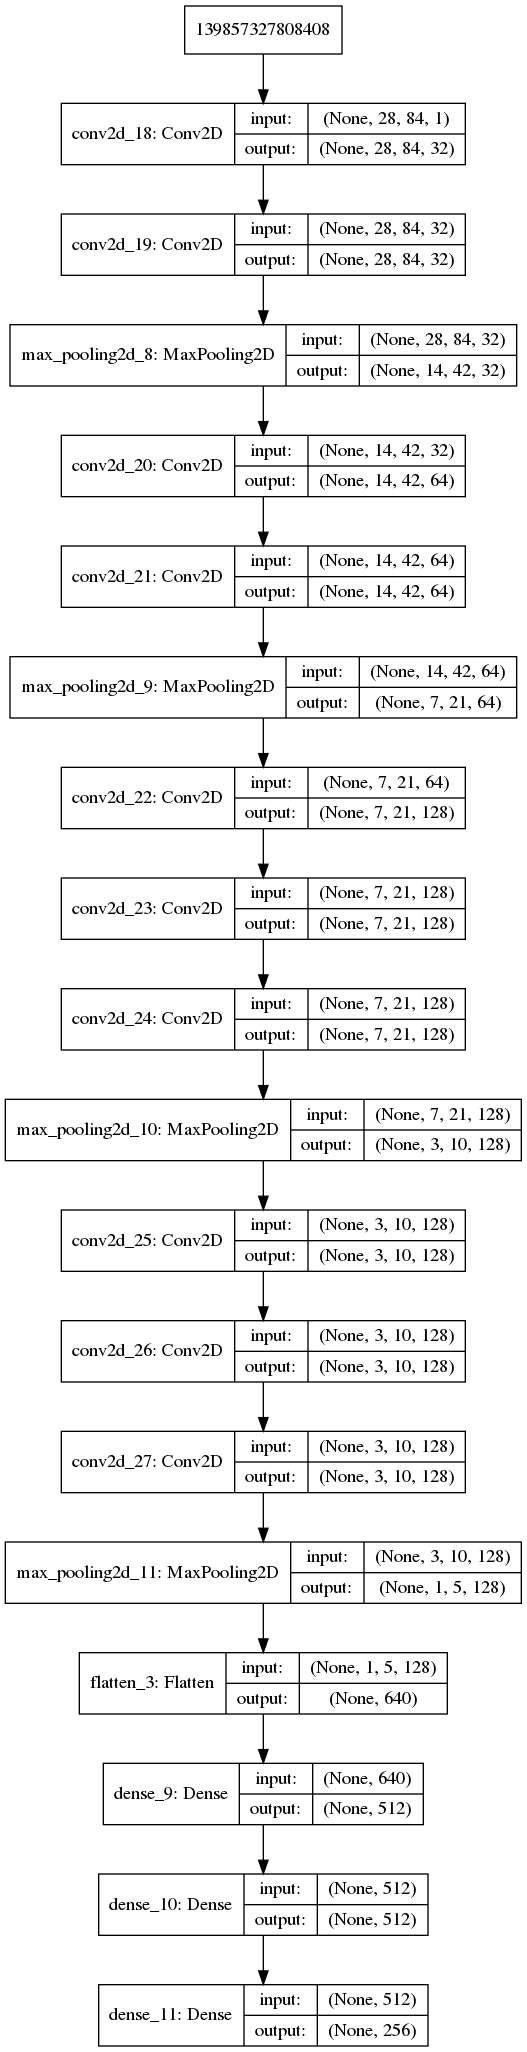 139857327808408
conv2d_18: Conv2D
input:
(None, 28, 84, 1)
output:
(None, 28, 84, 32)
conv2d_19: Conv2D
input:
(None, 28, 84, 32)
output:
(None, 28, 84, 32)
max_pooling2d_8: MaxPooling2D
input:
(None, 28, 84, 32)
output:
(None, 14, 42, 32)
conv2d_20: Conv2D
input:
(None, 14, 42, 32)
output:
(None, 14, 42, 64)
conv2d_21: Conv2D
input:
(None, 14, 42, 64)
output:
(None, 14, 42, 64)
max_pooling2d_9: MaxPooling2D
input:
(None, 14, 42, 64)
output:
(None, 7, 21, 64)
conv2d_22: Conv2D
input:
(None, 7, 21, 64)
output:
(None, 7, 21, 128)
conv2d_23: Conv2D
input:
(None, 7, 21, 128)
output:
(None, 7, 21, 128)
conv2d_24: Conv2D
input:
(None, 7, 21, 128)
output:
(None, 7, 21, 128)
max_pooling2d_10: MaxPooling2D
input:
(None, 7, 21, 128)
output:
(None, 3, 10, 128)
conv2d_25: Conv2D
input:
(None, 3, 10, 128)
output:
(None, 3, 10, 128)
conv2d_26: Conv2D
input:
(None, 3, 10, 128)
output:
(None, 3, 10, 128)
conv2d_27: Conv2D
input:
(None, 3, 10, 128)
output:
(None, 3, 10, 128)
max_pooling2d_11: MaxPooling2D
input:
(None, 3, 10, 128)
output:
(None, 1, 5, 128)
flatten_3: Flatten
input:
(None, 1, 5, 128)
output:
(None, 640)
dense_9: Dense
input:
(None, 640)
output:
(None, 512)
dense_10: Dense
input:
(None, 512)
output:
(None, 512)
dense_11: Dense
input:
(None, 512)
output:
(None, 256)